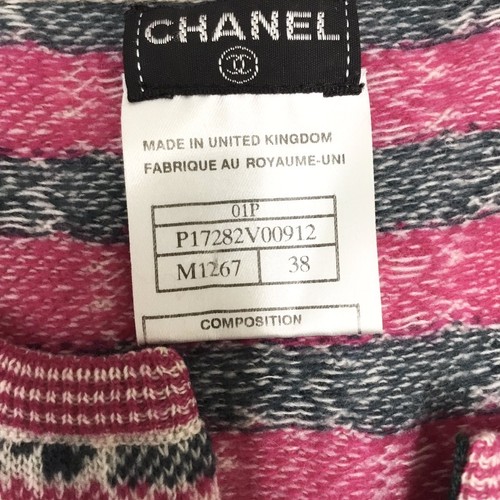 CHANEL
MADE IN UNITED KINGDOM
FABRIQUE AU ROYAUME-UNI
01P
P17282V00912
M1267 38
COMPOSITION